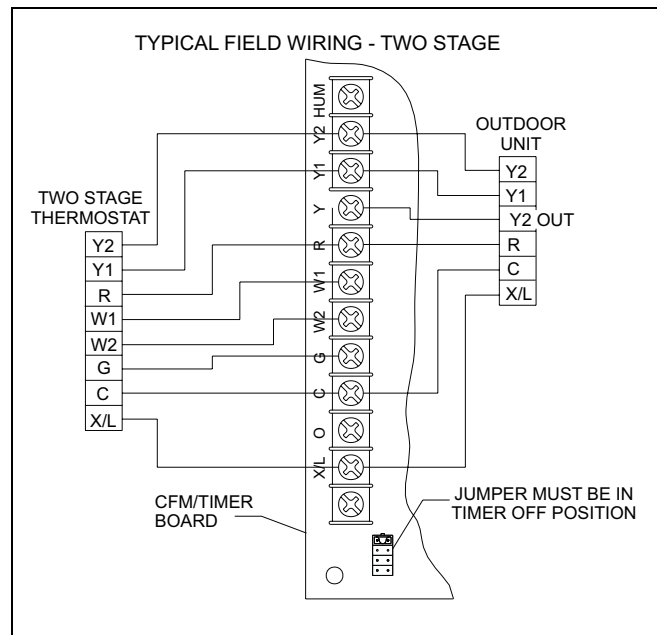 TYPICAL FIELD WIRING - TWO STAGE
TWO STAGE
THERMOSTAT
Y2
Y1
R
W1
W2
G
C
X/L
HUM
Y2
Y1
Y
R
W1
W2
G
C
O
X/L
OUTDOOR
UNIT
Y2
Y1
Y2 OUT
R
C
X/L
CFM/TIMER
BOARD
JUMPER MUST BE IN
TIMER OFF POSITION